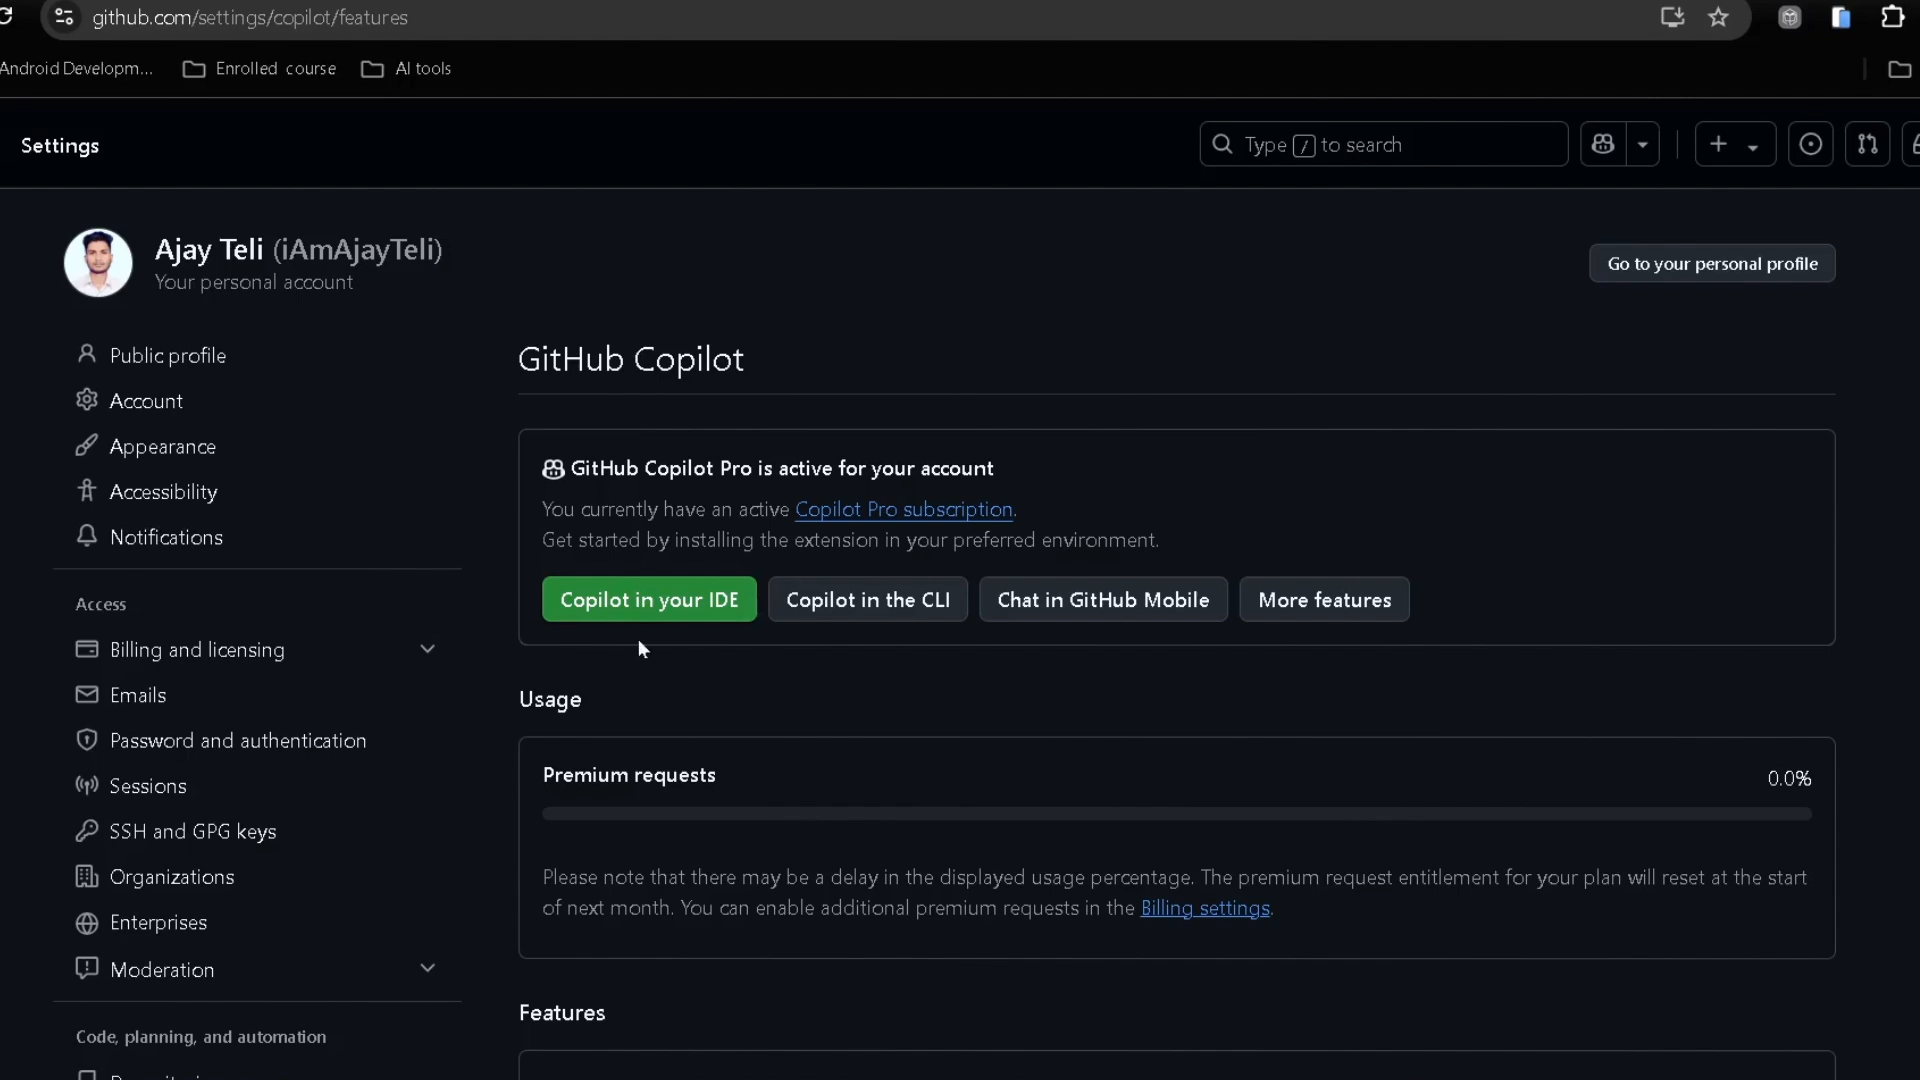 github.com/settings/copilot/features
Android Developm...
Enrolled course
AI tools
Settings
Type / to search
Ajay Teli (iAmAjayTeli)
Your personal account
Go to your personal profile
Public profile
Account
Appearance
Accessibility
Notifications
Access
Billing and licensing
Emails
Password and authentication
Sessions
SSH and GPG keys
Organizations
Enterprises
Moderation
Code, planning, and automation
GitHub Copilot
GitHub Copilot Pro is active for your account
You currently have an active Copilot Pro subscription.
Get started by installing the extension in your preferred environment.
Copilot in your IDE
Copilot in the CLI
Chat in GitHub Mobile
More features
Usage
Premium requests
0.0%
Please note that there may be a delay in the displayed usage percentage. The premium request entitlement for your plan will reset at the start
of next month. You can enable additional premium requests in the Billing settings.
Features